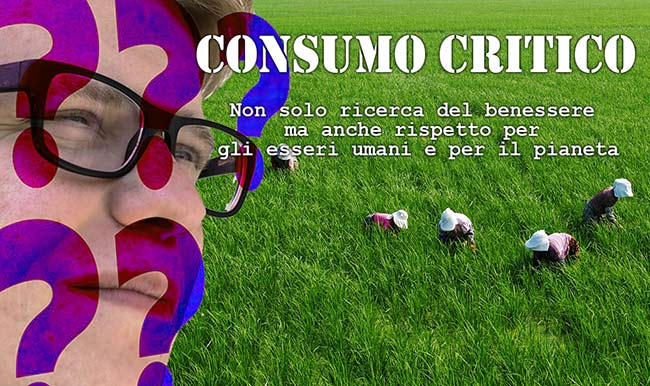 CONSUMO CRITICO
Non solo ricerca del benessere
ma anche rispetto per
gli esseri umani e per il pianeta